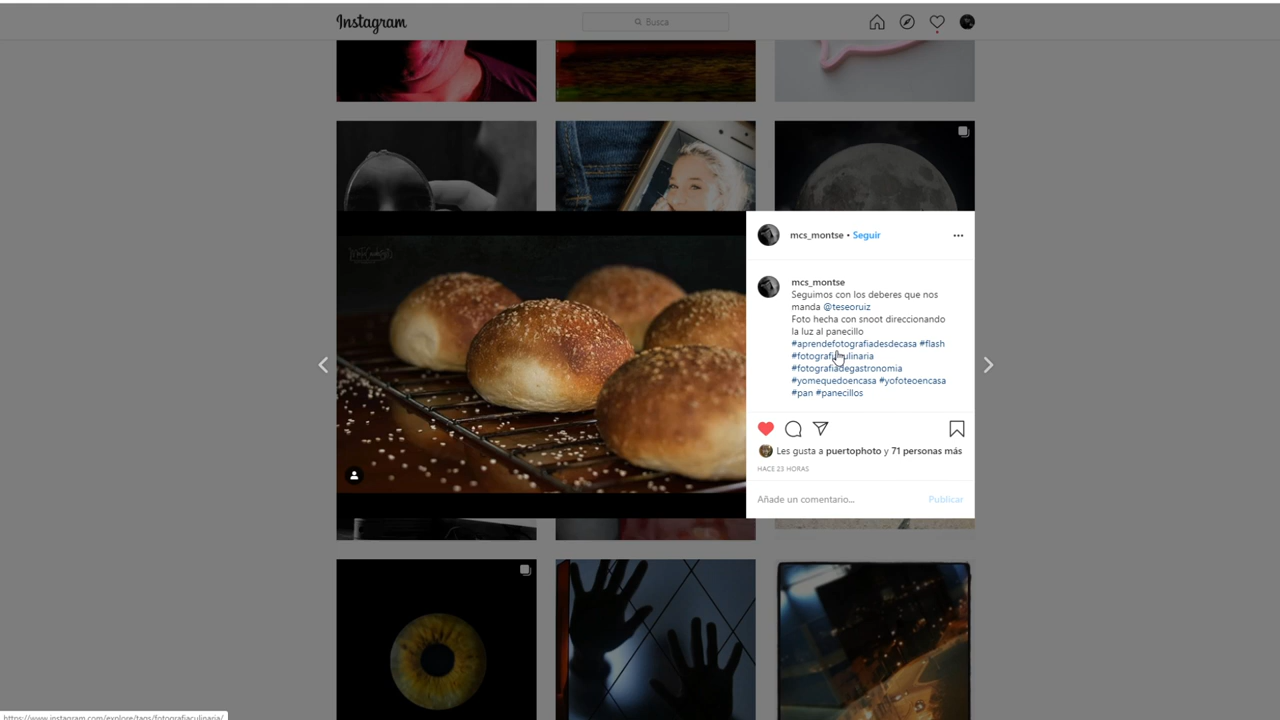 Instagram
Busca
mcs_montse • Seguir
mcs_montse
Seguimos con los deberes que nos
manda @teseoruiz
Foto hecha con snoot direccionando
la luz al panecillo
#aprendefotografiadesdecasa #flash
#fotografiaculinaria
#fotografiadegastronomia
#yomequedoencasa #yofoteoencasa
#pan #panecillos
Les gusta a puertophoto y 71 personas más
HACE 23 HORAS
Añade un comentario... Publicar
https://www.instagram.com/explore/tags/fotografiaculinaria/